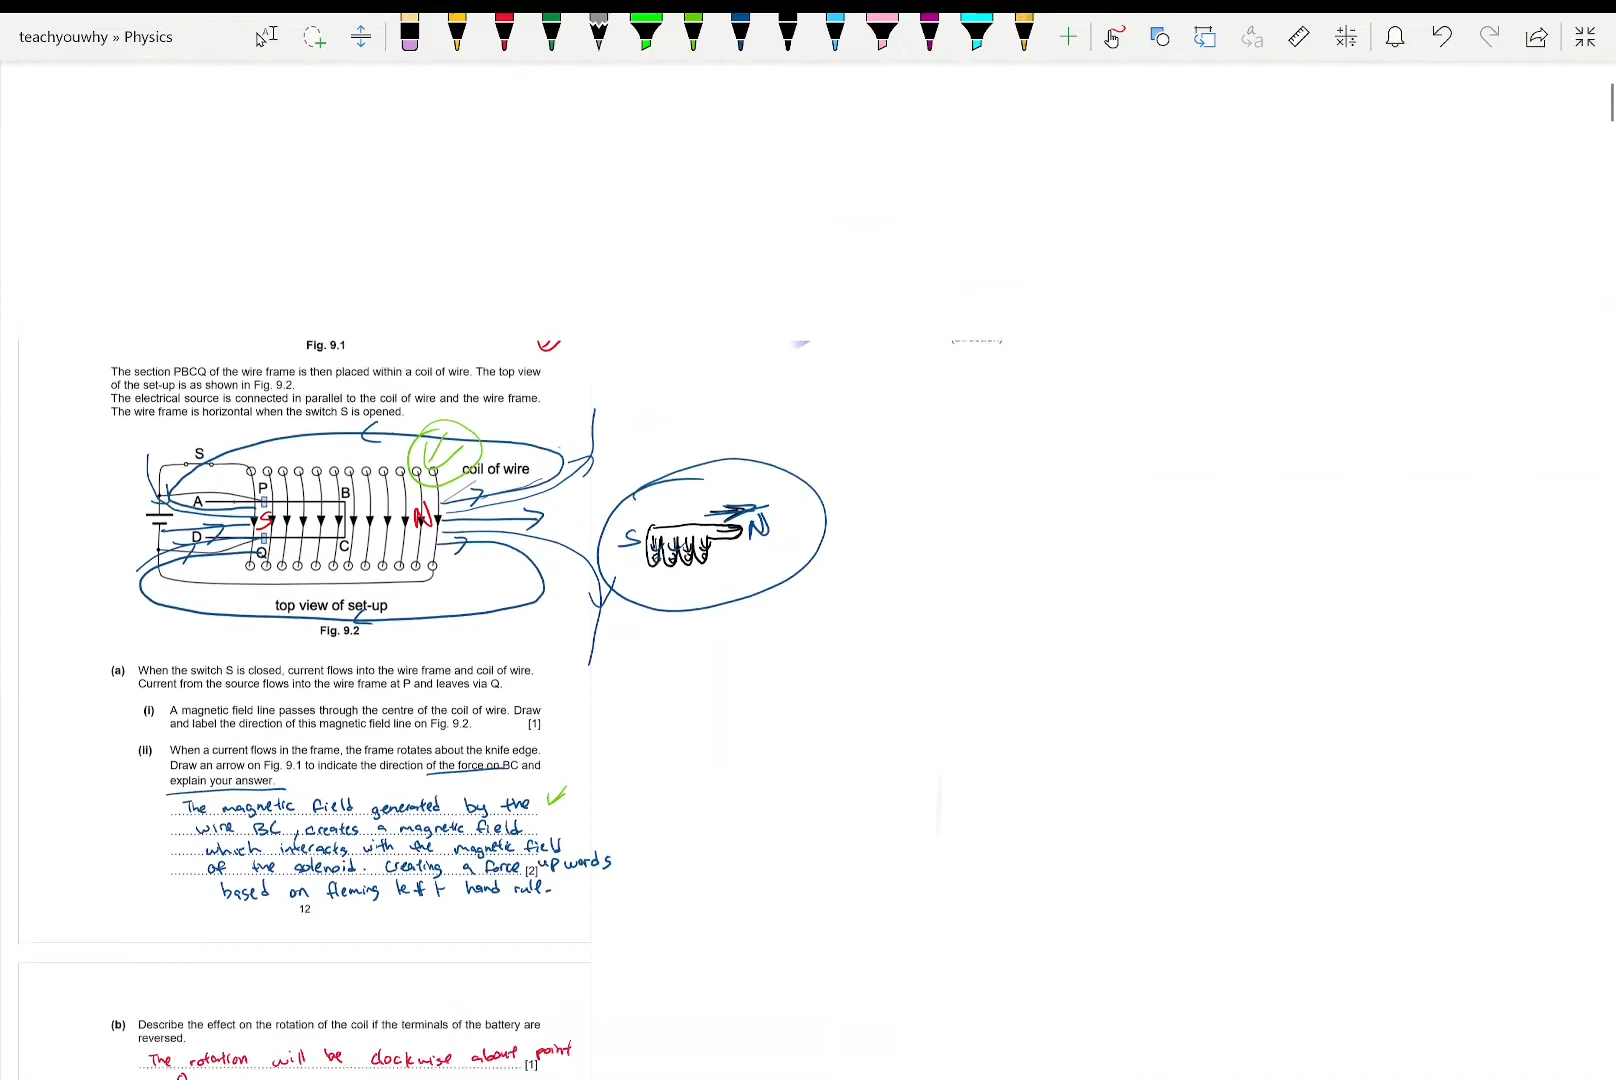 teachyouwhy » Physics
Fig. 9.1
The section PBCQ of the wire frame is then placed within a coil of wire. The top view
of the set-up is as shown in Fig. 9.2.
The electrical source is connected in parallel to the coil of wire and the wire frame.
The wire frame is horizontal when the switch S is opened.
S
coil of wire
P
B
A
S
N
D
C
Q
S
N
top view of set-up
Fig. 9.2
(a) When the switch S is closed, current flows into the wire frame and coil of wire.
Current from the source flows into the wire frame at P and leaves via Q.
(i) A magnetic field line passes through the centre of the coil of wire. Draw
and label the direction of this magnetic field line on Fig. 9.2. [1]
(ii) When a current flows in the frame, the frame rotates about the knife edge.
Draw an arrow on Fig. 9.1 to indicate the direction of the force on BC and
explain your answer.
The magnetic field generated by the
wire BC, creates a magnetic field
which interacts with the magnetic field
of the solenoid. Creating a force [2] upwards
based on fleming left hand rule.
12
(b) Describe the effect on the rotation of the coil if the terminals of the battery are
reversed.
The rotation will be clockwise about point
[1]